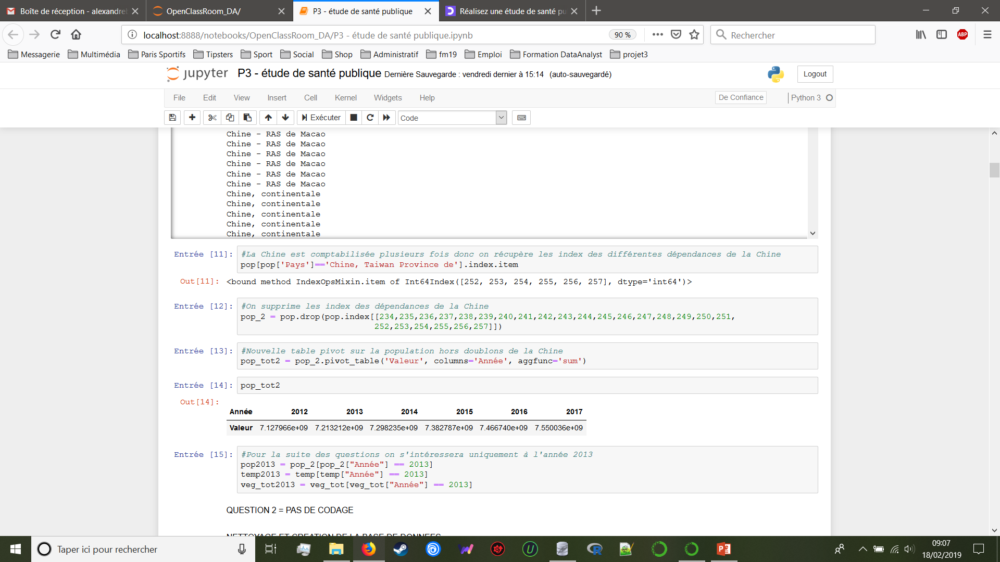 Boîte de réception - alexandre
OpenClassRoom_DA/
P3 - étude de santé publique
Réalisez une étude de santé pu
localhost:8888/notebooks/OpenClassRoom_DA/P3 - étude de santé publique.ipynb
90 %
Rechercher
ABP
Messagerie
Multimédia
Paris Sportifs
Tipsters
Sport
Social
Shop
Administratif
fm19
Emploi
Formation DataAnalyst
projet3
jupyter
P3 - étude de santé publique
Dernière Sauvegarde : vendredi dernier à 15:14 (auto-sauvegardé)
Logout
File
Edit
View
Insert
Cell
Kernel
Widgets
Help
De Confiance
Python 3
Exécuter
Code
Chine - RAS de Macao
Chine - RAS de Macao
Chine - RAS de Macao
Chine - RAS de Macao
Chine - RAS de Macao
Chine - RAS de Macao
Chine, continentale
Chine, continentale
Chine, continentale
Chine, continentale
Chine, continentale
Entrée [11]: #La Chine est comptabilisée plusieurs fois donc on récupère les index des différentes dépendances de la Chine
pop[pop['Pays']=='Chine, Taiwan Province de'].index.item
Out[11]: <bound method IndexOpsMixin.item of Int64Index([252, 253, 254, 255, 256, 257], dtype='int64')>
Entrée [12]: #On supprime les index des dépendances de la Chine
pop_2 = pop.drop(pop.index[[234,235,236,237,238,239,240,241,242,243,244,245,246,247,248,249,250,251,
252,253,254,255,256,257]])
Entrée [13]: #Nouvelle table pivot sur la population hors doublons de la Chine
pop_tot2 = pop_2.pivot_table('Valeur', columns='Année', aggfunc='sum')
Entrée [14]: pop_tot2
Out[14]:
Année 2012 2013 2014 2015 2016 2017
Valeur 7.127966e+09 7.213212e+09 7.298235e+09 7.382787e+09 7.466740e+09 7.550036e+09
Entrée [15]: #Pour la suite des questions on s'intéressera uniquement à l'année 2013
pop2013 = pop_2[pop_2["Année"] == 2013]
temp2013 = temp[temp["Année"] == 2013]
veg_tot2013 = veg_tot[veg_tot["Année"] == 2013]
QUESTION 2 = PAS DE CODAGE
NETTOYAGE ET CREATION DE LA BASE DE DONNEES
Taper ici pour rechercher
09:07
18/02/2019